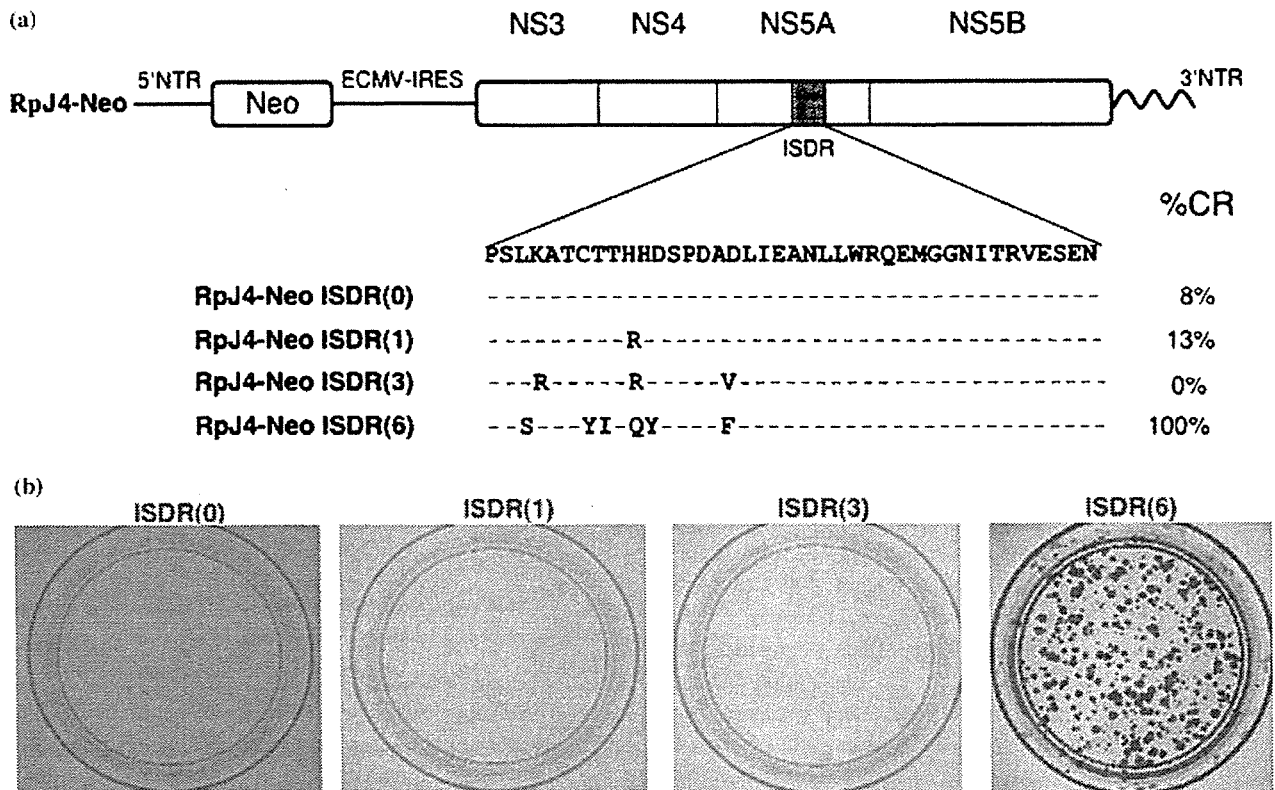 (a)
NS3 NS4 NS5A NS5B
5'NTR ECMV-IRES 3'NTR
RpJ4-Neo Neo
ISDR
%CR
PSLKATCTTHHDSPDADLIEANLLWRQEMGGNITRVESEN
RpJ4-Neo ISDR(0) ---------------------------------------- 8%
RpJ4-Neo ISDR(1) ---------R------------------------------ 13%
RpJ4-Neo ISDR(3) ---R-----R-----V------------------------ 0%
RpJ4-Neo ISDR(6) --S---YI-QY----F------------------------ 100%
(b)
ISDR(0) ISDR(1) ISDR(3) ISDR(6)